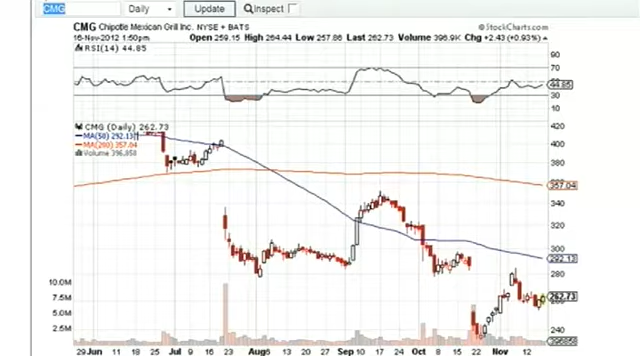 CMG Daily Update Inspect
CMG Chipotle Mexican Grill Inc. NYSE + BATS © StockCharts.com
16-Nov-2012 1:50pm Open 259.15 High 264.44 Low 257.86 Last 262.73 Volume 396.9K Chg +2.43 (+0.93%)
RSI(14) 44.85
90
70
50
44.85
30
10
CMG (Daily) 262.73
MA(50) 292.13
MA(200) 357.04
Volume 396,858
420
400
380
357.04
340
320
300
292.13
280
262.73
240
10.0M
7.5M
5.0M
2.5M
29 Jun 11 18 25 Jul 9 16 23 Aug 6 13 20 Sep 10 17 24 Oct 8 15 22 Nov 12